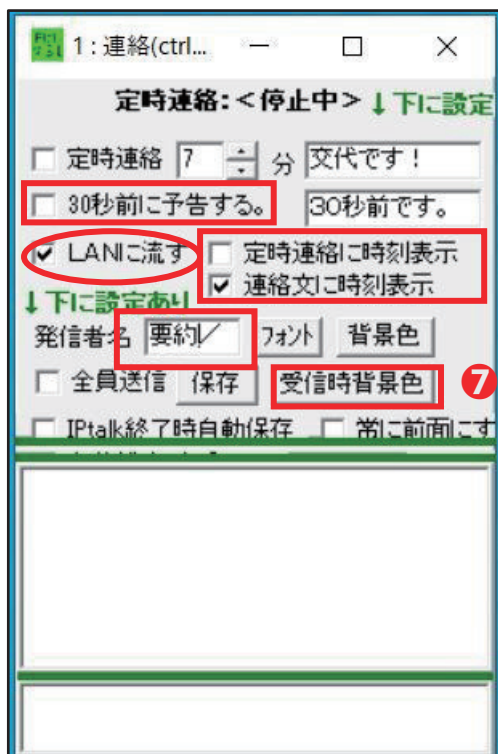 1 : 連絡(ctrl...
定時連絡:<停止中> ↓下に設定
定時連絡 7 分 交代です!
30秒前に予告する。 30秒前です。
LANに流す 定時連絡に時刻表示
連絡文に時刻表示
↓下に設定あり
発信者名 要約/ フォント 背景色
全員送信 保存 受信時背景色 7
IPtalk終了時自動保存 常に前面にす